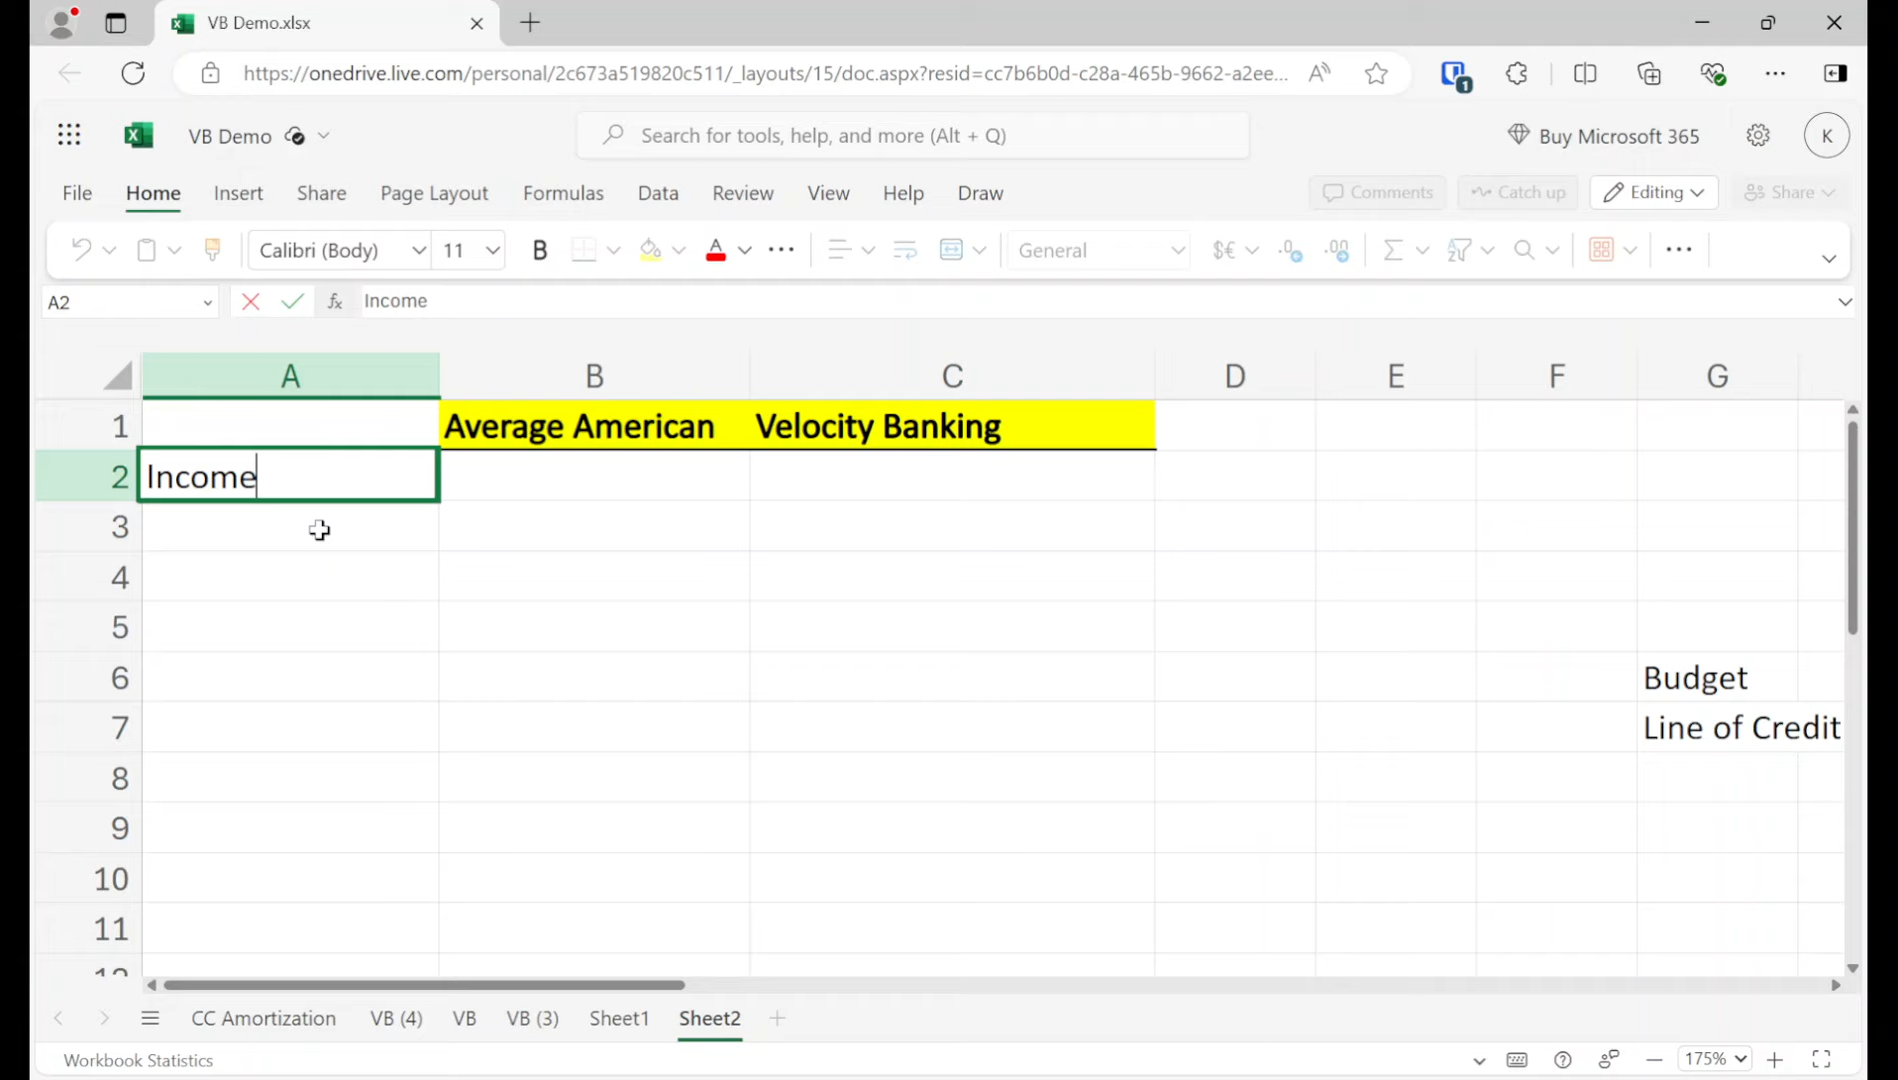 VB Demo.xlsx
https://onedrive.live.com/personal/2c673a519820c511/_layouts/15/doc.aspx?resid=cc7b6b0d-c28a-465b-9662-a2ee...
VB Demo
Search for tools, help, and more (Alt + Q)
Buy Microsoft 365
K
File Home Insert Share Page Layout Formulas Data Review View Help Draw
Comments Catch up Editing Share
Calibri (Body) 11 B A General $€
A2 fx Income
A B C D E F G
1 Average American Velocity Banking
2 Income
3
4
5
6 Budget
7 Line of Credit
8
9
10
11
12
CC Amortization VB (4) VB VB (3) Sheet1 Sheet2
Workbook Statistics 175%